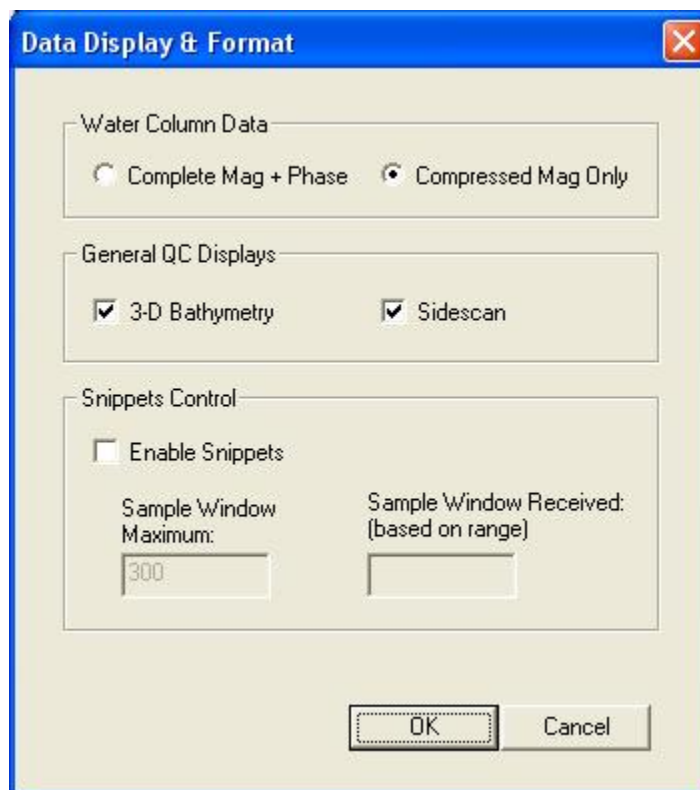 Data Display & Format
Water Column Data
Complete Mag + Phase
Compressed Mag Only
General QC Displays
3-D Bathymetry
Sidescan
Snippets Control
Enable Snippets
Sample Window
Maximum:
300
Sample Window Received:
(based on range)
OK
Cancel